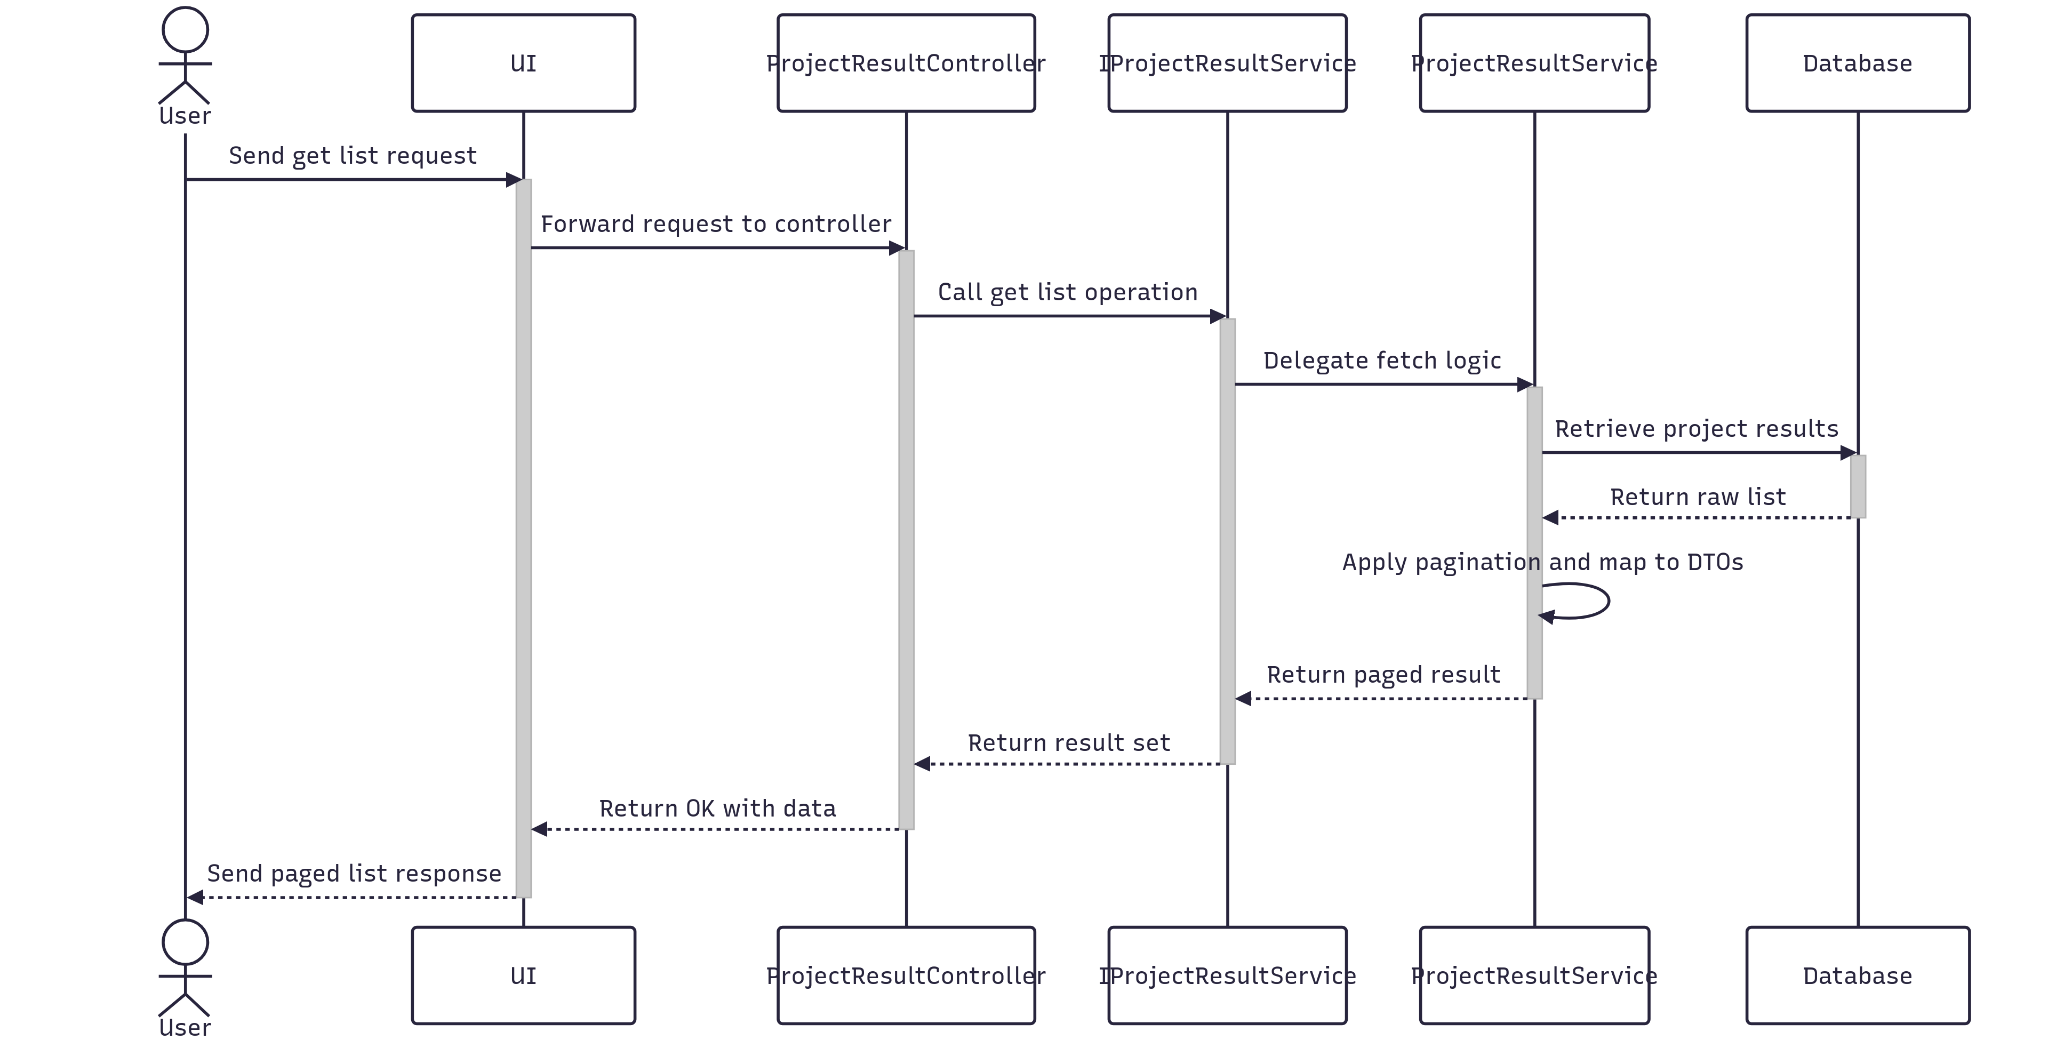 User
UI
ProjectResultController
IProjectResultService
ProjectResultService
Database
Send get list request
Forward request to controller
Call get list operation
Delegate fetch logic
Retrieve project results
Return raw list
Apply pagination and map to DTOs
Return paged result
Return result set
Return OK with data
Send paged list response
User
UI
ProjectResultController
IProjectResultService
ProjectResultService
Database